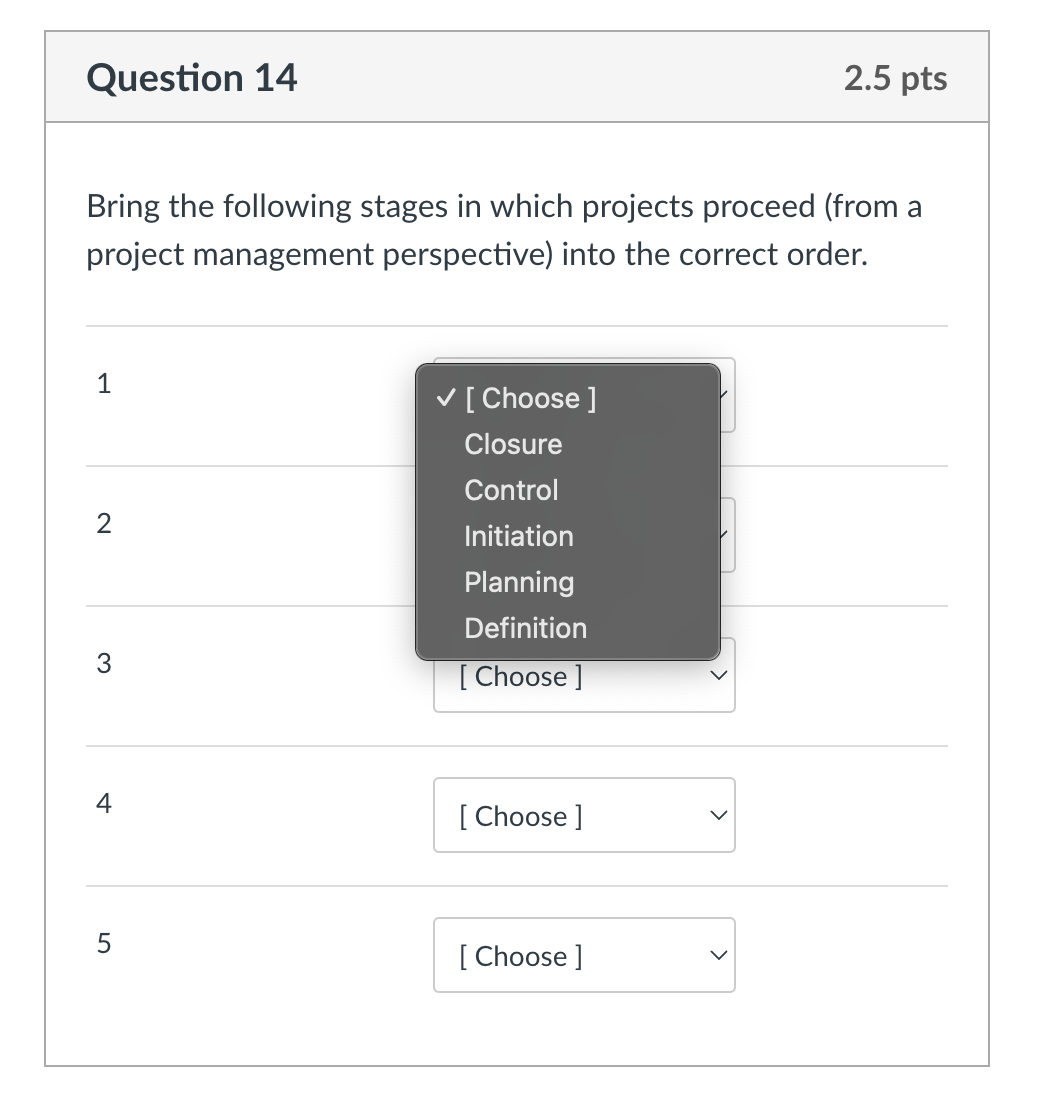 Question 14
2.5 pts
Bring the following stages in which projects proceed (from a
project management perspective) into the correct order.
1
✓ [ Choose ]
Closure
Control
Initiation
Planning
Definition
2
3
[ Choose ]
4
[ Choose ]
5
[ Choose ]